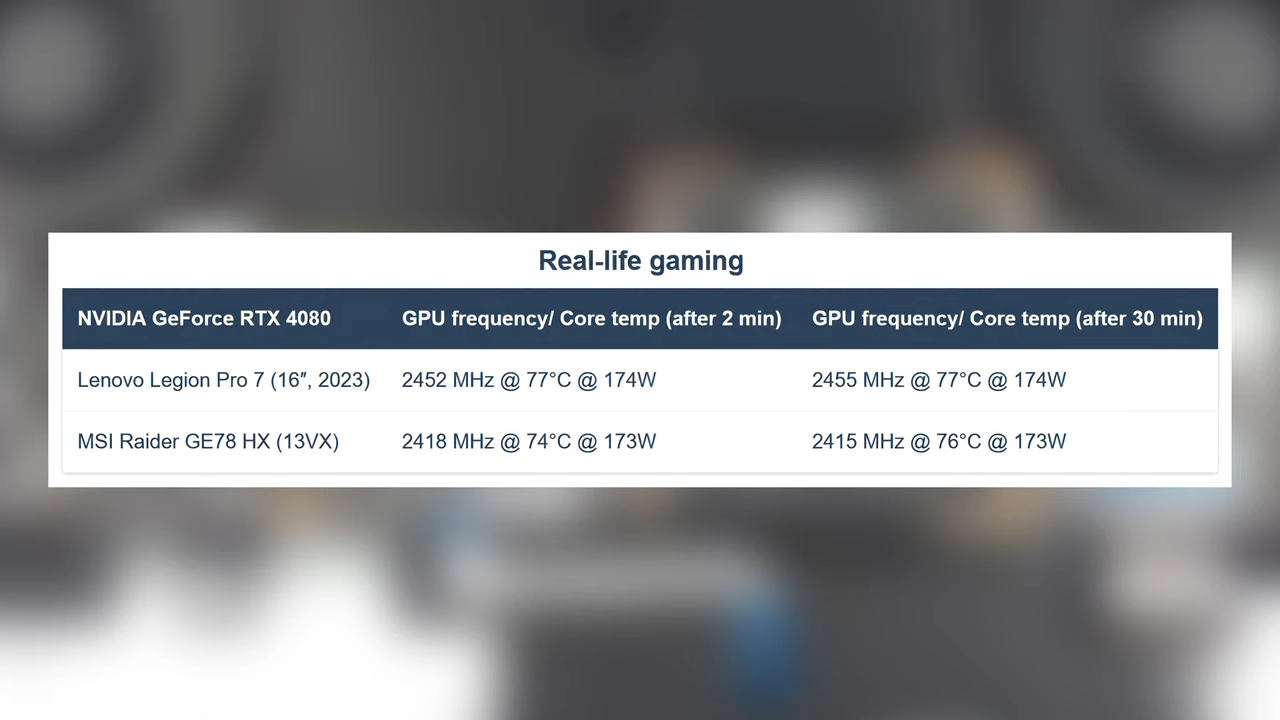 Real-life gaming
NVIDIA GeForce RTX 4080 GPU frequency/ Core temp (after 2 min) GPU frequency/ Core temp (after 30 min)
Lenovo Legion Pro 7 (16″, 2023) 2452 MHz @ 77°C @ 174W 2455 MHz @ 77°C @ 174W
MSI Raider GE78 HX (13VX) 2418 MHz @ 74°C @ 173W 2415 MHz @ 76°C @ 173W